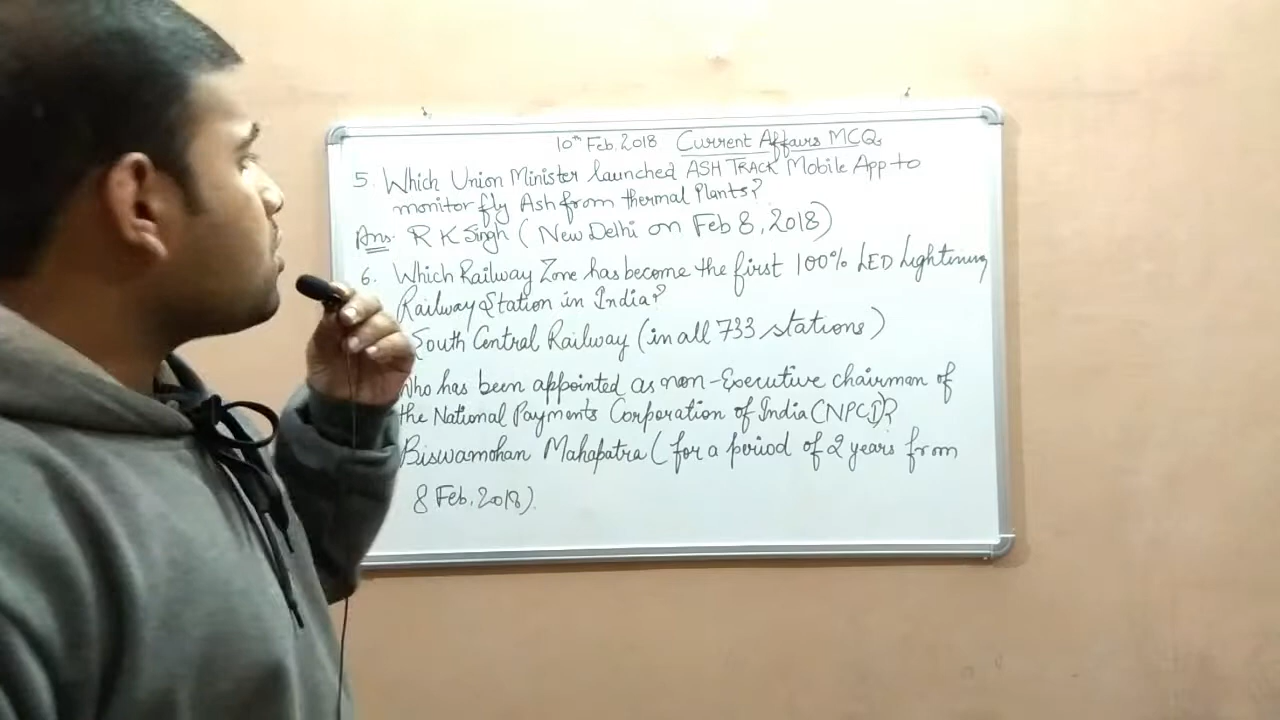 10th Feb. 2018 Current Affairs MCQ
5. Which Union Minister launched ASH TRACK Mobile App to
monitor fly Ash from thermal Plants?
Ans. R K Singh (New Delhi on Feb 8, 2018)
6. Which Railway Zone has become the first 100% LED Lightining
Railway Station in India?
South Central Railway (in all 733 stations)
Who has been appointed as non-Executive chairman of
the National Payments Corporation of India (NPCI)?
Biswamohan Mahapatra (for a period of 2 years from
8 Feb. 2018).